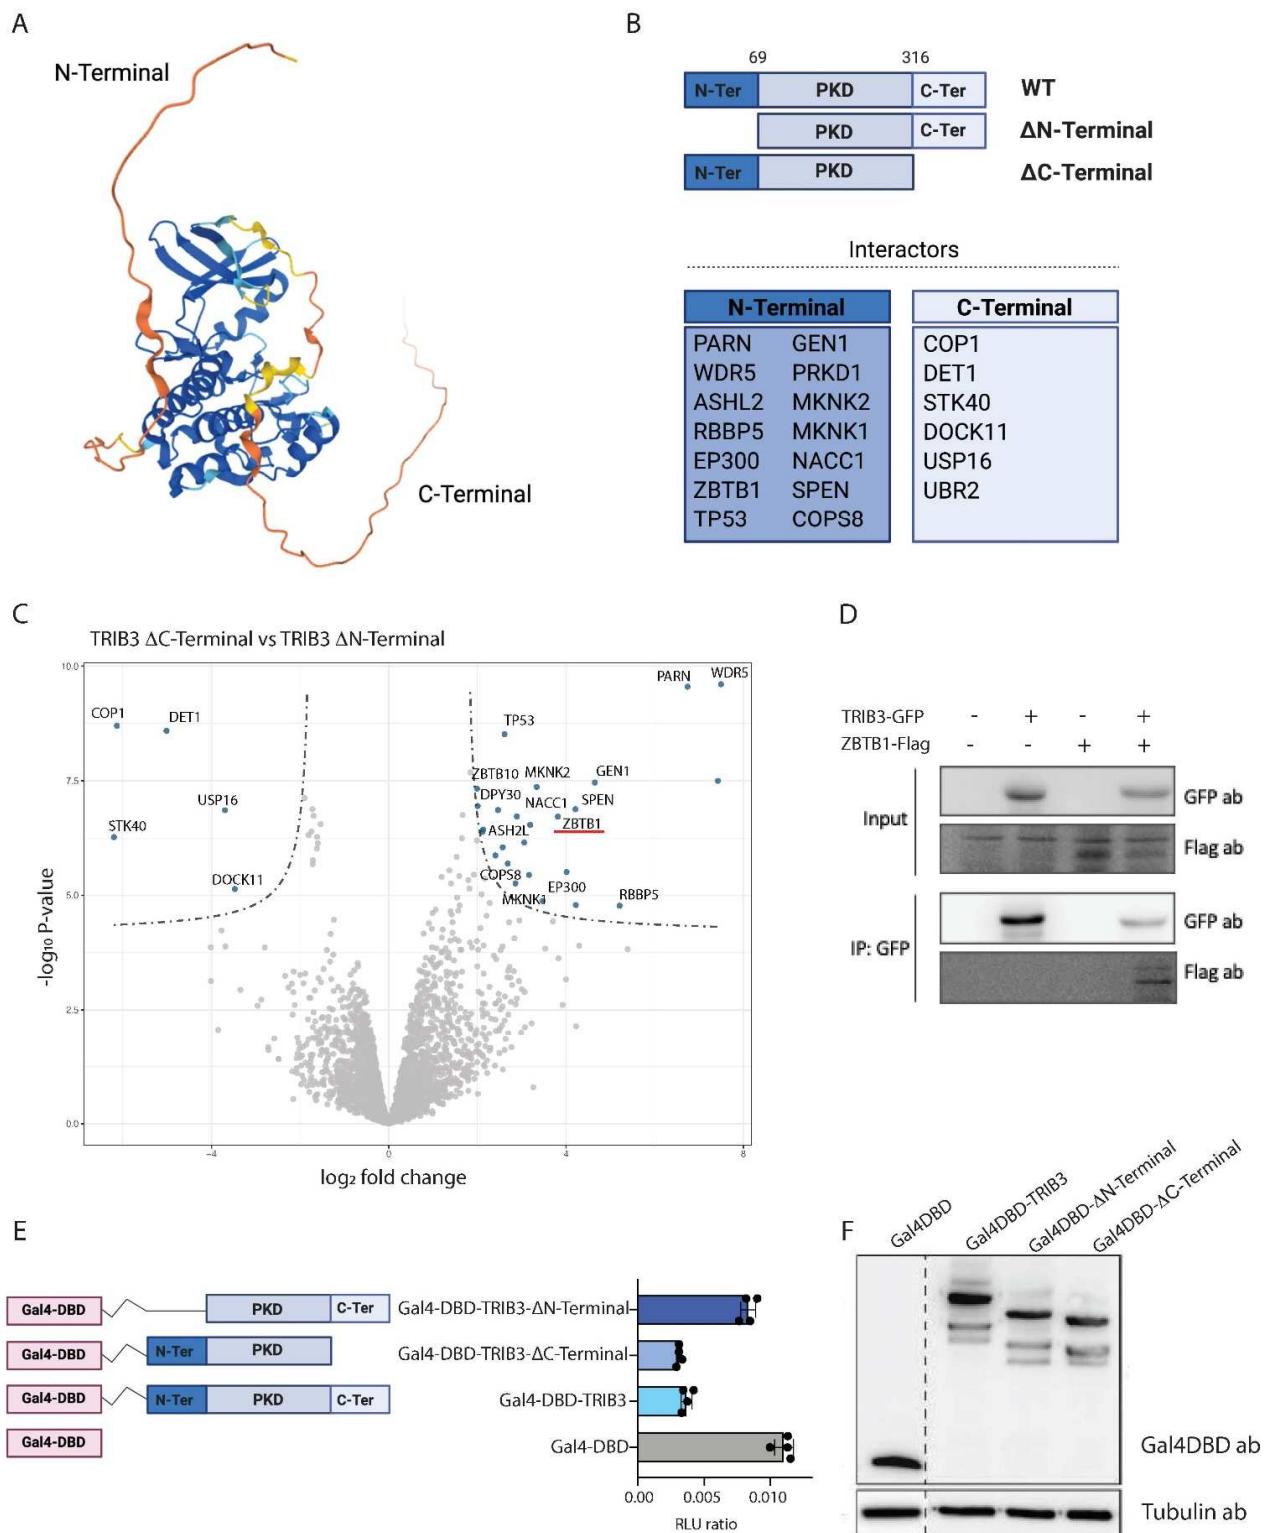 A
N-Terminal
C-Terminal
B
69 316
N-Ter PKD C-Ter WT
PKD C-Ter ΔN-Terminal
N-Ter PKD ΔC-Terminal
Interactors
N-Terminal C-Terminal
PARN GEN1 COP1
WDR5 PRKD1 DET1
ASHL2 MKNK2 STK40
RBBP5 MKNK1 DOCK11
EP300 NACC1 USP16
ZBTB1 SPEN UBR2
TP53 COPS8
C
TRIB3 ΔC-Terminal vs TRIB3 ΔN-Terminal
10.0
7.5
5.0
2.5
0.0
-log₁₀ P-value
PARN WDR5
COP1 DET1 TP53
ZBTB10 MKNK2 GEN1
USP16 DPY30 NACC1 SPEN
STK40 ASH2L ZBTB1
DOCK11 COPS8 EP300
MKNK1 RBBP5
-4 0 4 8
log₂ fold change
D
TRIB3-GFP - + - +
ZBTB1-Flag - - + +
Input
GFP ab
Flag ab
IP: GFP
GFP ab
Flag ab
E
Gal4-DBD PKD C-Ter Gal4-DBD-TRIB3-ΔN-Terminal
Gal4-DBD N-Ter PKD Gal4-DBD-TRIB3-ΔC-Terminal
Gal4-DBD N-Ter PKD C-Ter Gal4-DBD-TRIB3
Gal4-DBD Gal4-DBD
0.00 0.005 0.010
RLU ratio
F
Gal4DBD
Gal4DBD-TRIB3
Gal4DBD-ΔN-Terminal
Gal4DBD-ΔC-Terminal
Gal4DBD ab
Tubulin ab